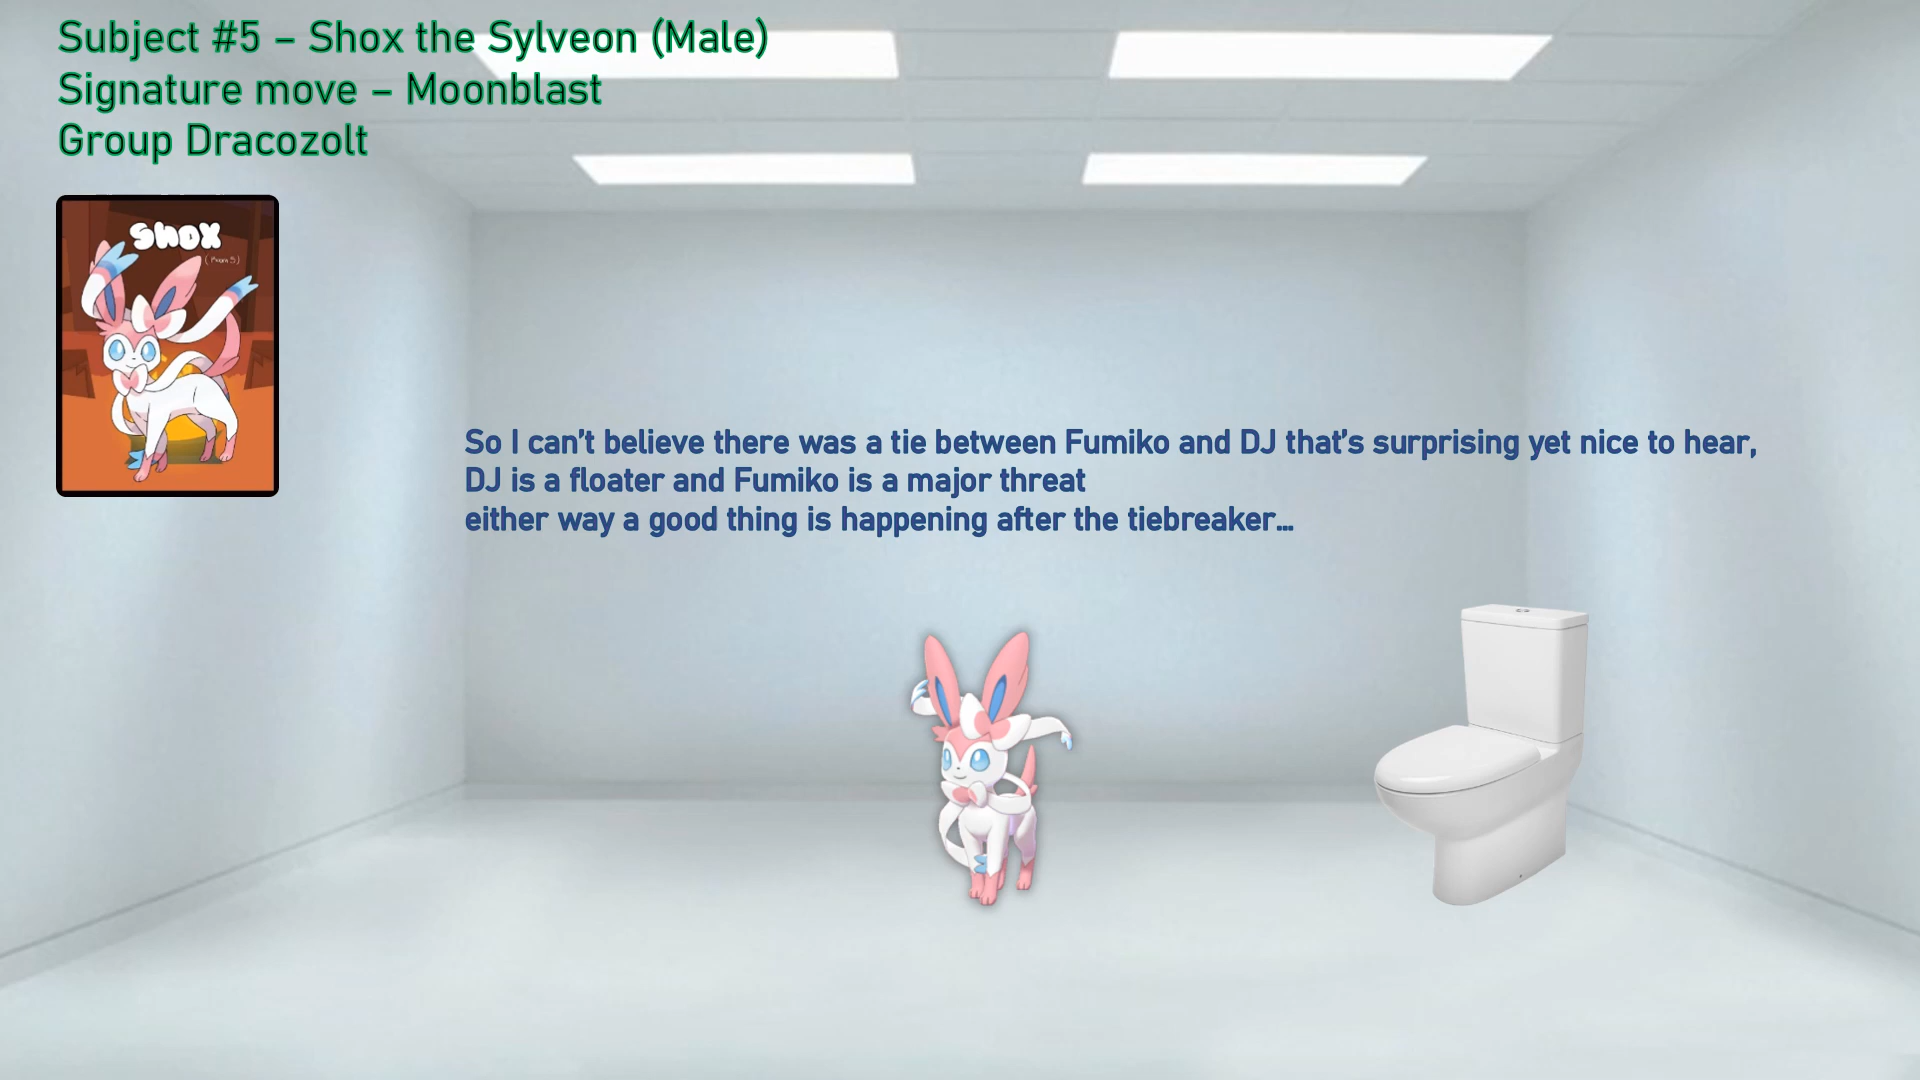 Subject #5 – Shox the Sylveon (Male)
Signature move – Moonblast
Group Dracozolt
Shox
So I can't believe there was a tie between Fumiko and DJ that's surprising yet nice to hear,
DJ is a floater and Fumiko is a major threat
either way a good thing is happening after the tiebreaker...